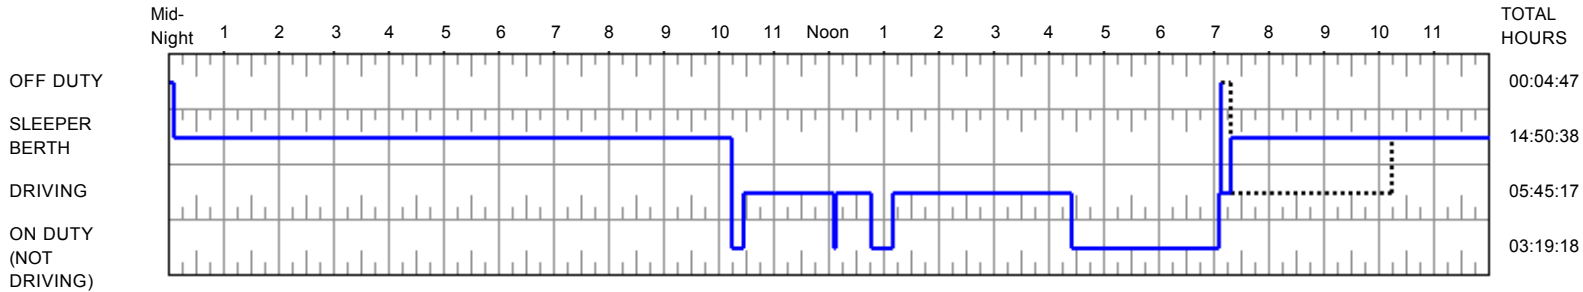 Mid-
Night 1 2 3 4 5 6 7 8 9 10 11 Noon 1 2 3 4 5 6 7 8 9 10 11 TOTAL
HOURS
OFF DUTY 00:04:47
SLEEPER
BERTH 14:50:38
DRIVING 05:45:17
ON DUTY
(NOT 03:19:18
DRIVING)